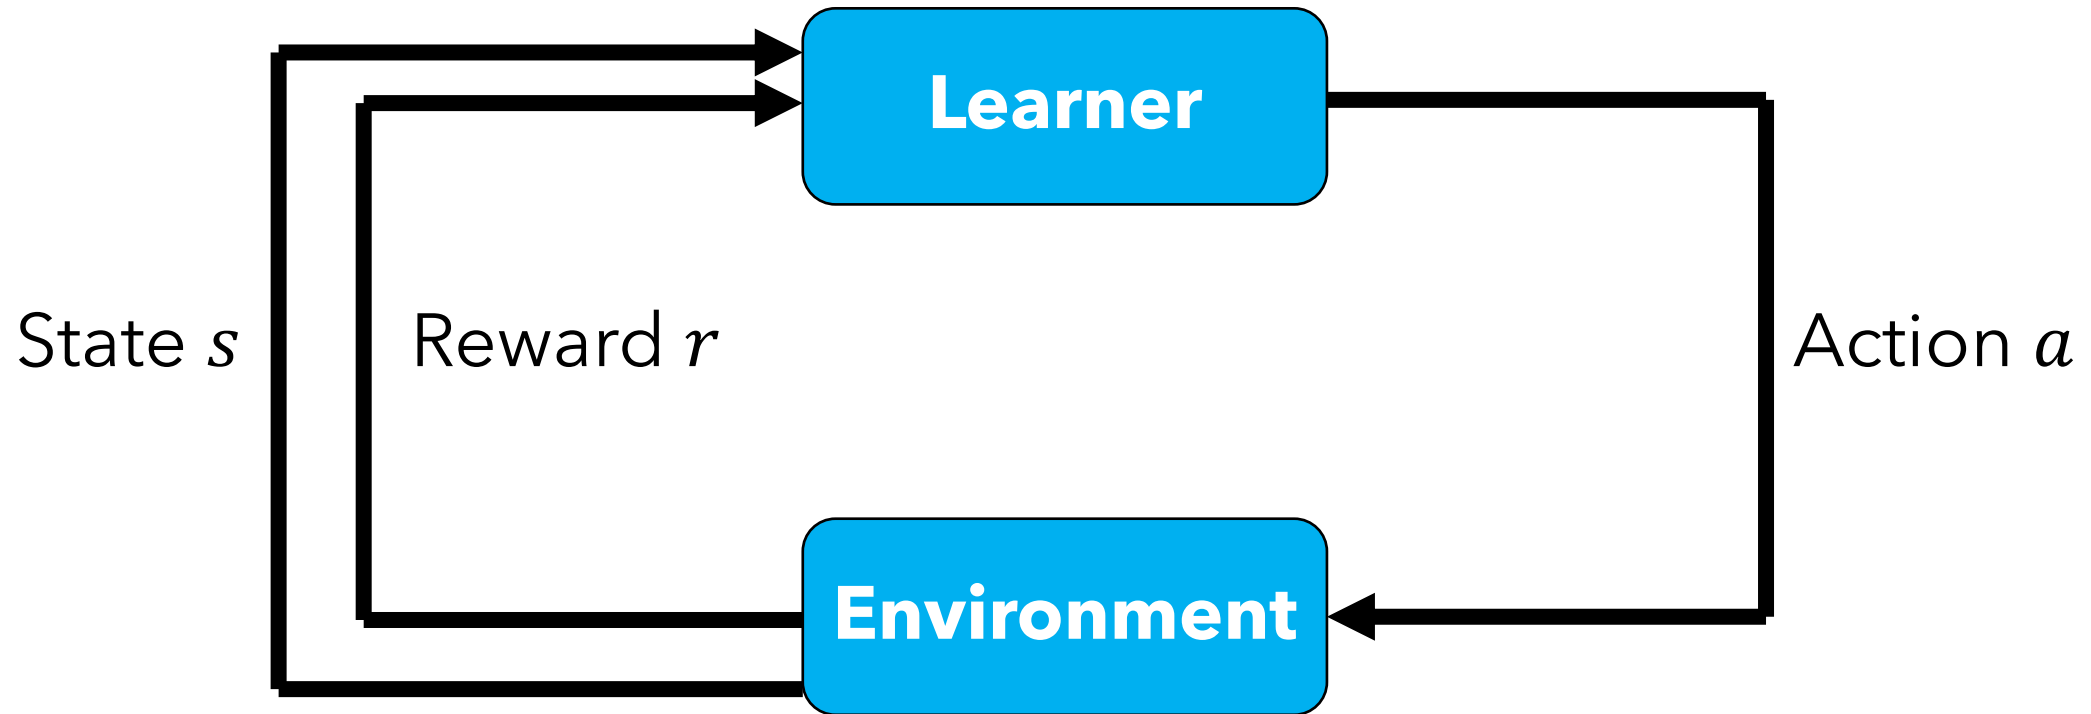 Learner
State s
Reward r
Action a
Environment